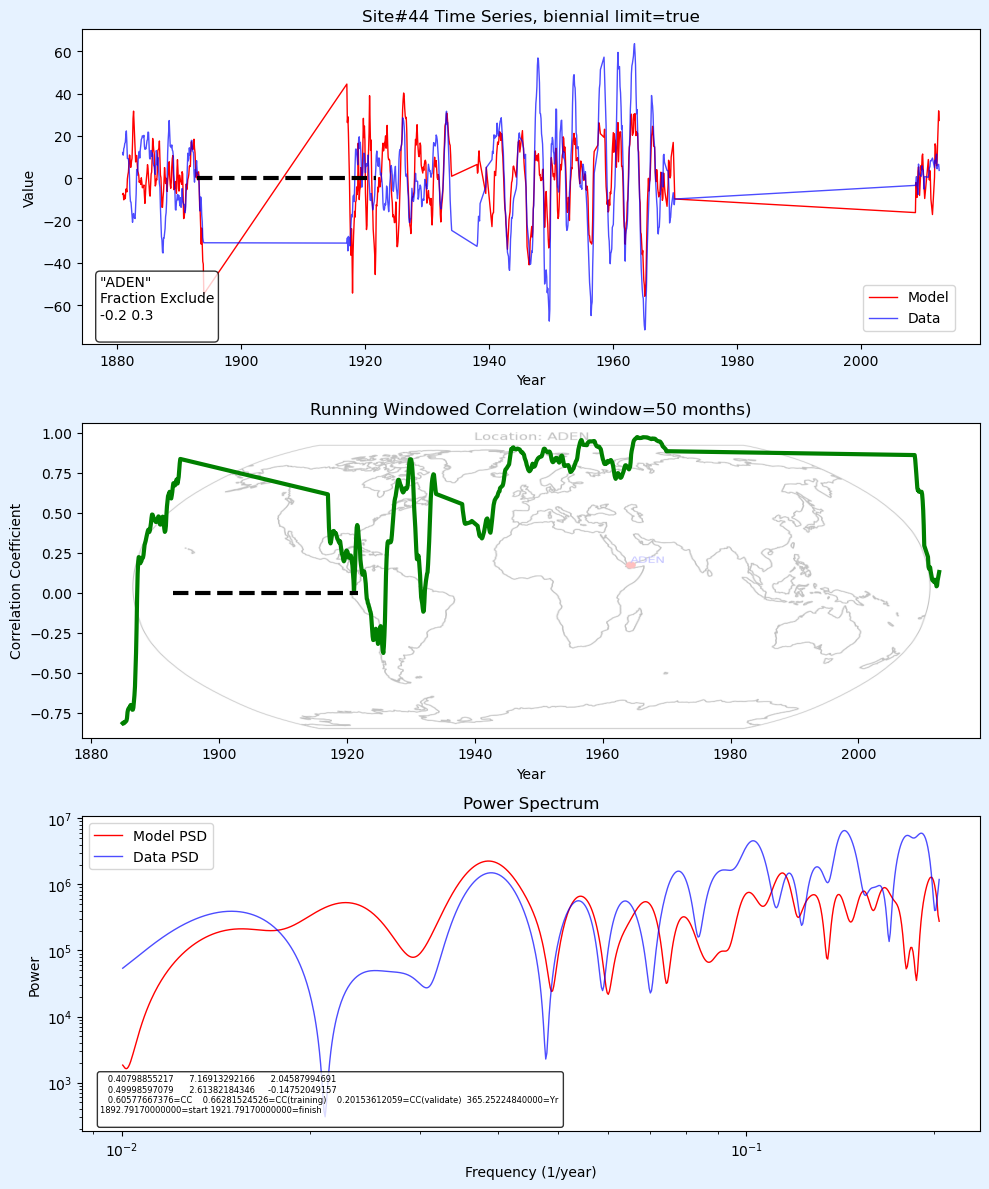 Site#44 Time Series, biennial limit=true
60
40
20
0
−20
−40
−60
Value
"ADEN"
Fraction Exclude
-0.2 0.3
Model
Data
1880 1900 1920 1940 1960 1980 2000
Year
Running Windowed Correlation (window=50 months)
1.00
0.75
0.50
0.25
0.00
−0.25
−0.50
−0.75
Correlation Coefficient
Location: ADEN
ADEN
1880 1900 1920 1940 1960 1980 2000
Year
Power Spectrum
10^7
10^6
10^5
10^4
10^3
Power
Model PSD
Data PSD
0.40798855217 7.16913292166 2.04587994691
0.49998597079 2.61382184346 -0.14752049157
0.60577667376=CC 0.66281524526=CC(training) 0.20153612059=CC(validate) 365.25224840000=Yr
1892.79170000000=start 1921.79170000000=finish
10^−2 10^−1
Frequency (1/year)